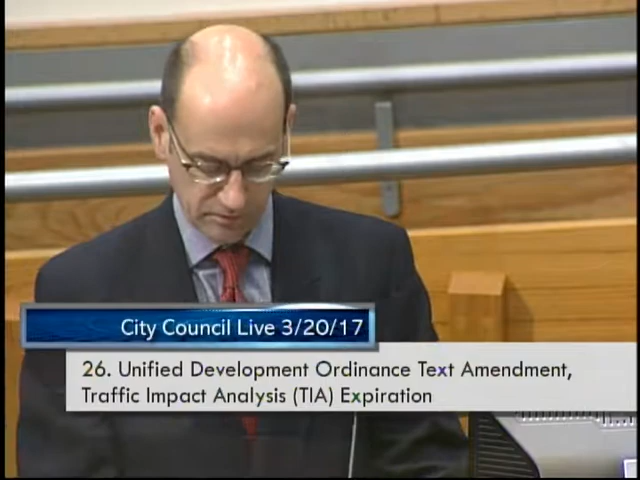 City Council Live 3/20/17
26. Unified Development Ordinance Text Amendment,
Traffic Impact Analysis (TIA) Expiration